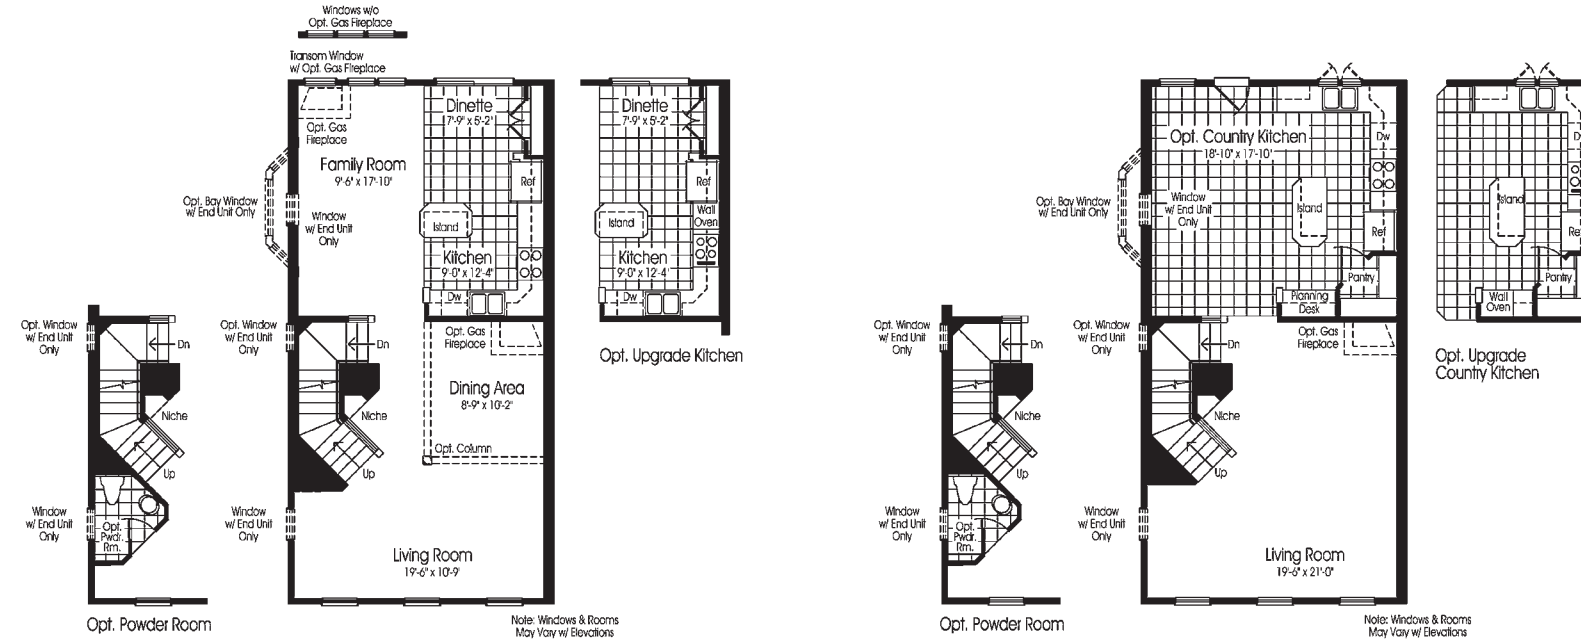 Windows w/o
Opt. Gas Fireplace
Transom Window
w/ Opt. Gas Fireplace
Dinette
7'-9" x 5'-2"
Opt. Gas
Fireplace
Family Room
9'-6" x 17'-10"
Ref
Opt. Bay Window
w/ End Unit Only
Window
w/ End Unit
Only
Island
Kitchen
9'-0" x 12'-4"
Dw
Opt. Window
w/ End Unit
Only
Dn
Opt. Gas
Fireplace
Dining Area
8'-9" x 10'-2"
Niche
Opt. Column
Up
Window
w/ End Unit
Only
Living Room
19'-6" x 10'-9"
Note: Windows & Rooms
May Vary w/ Elevations
Opt. Window
w/ End Unit
Only
Dn
Niche
Up
Window
w/ End Unit
Only
Opt.
Pwdr.
Rm.
Opt. Powder Room
Dinette
7'-9" x 5'-2"
Ref
Wall
Oven
Island
Kitchen
9'-0" x 12'-4"
Dw
Opt. Upgrade Kitchen
Opt. Country Kitchen
18'-10" x 17'-10"
Dw
Opt. Bay Window
w/ End Unit Only
Window
w/ End Unit
Only
Island
Ref
Pantry
Planning
Desk
Opt. Window
w/ End Unit
Only
Dn
Opt. Gas
Fireplace
Niche
Up
Window
w/ End Unit
Only
Living Room
19'-6" x 21'-0"
Note: Windows & Rooms
May Vary w/ Elevations
Opt. Window
w/ End Unit
Only
Dn
Niche
Up
Window
w/ End Unit
Only
Opt.
Pwdr.
Rm.
Opt. Powder Room
Island
Pantry
Wall
Oven
Opt. Upgrade
Country Kitchen